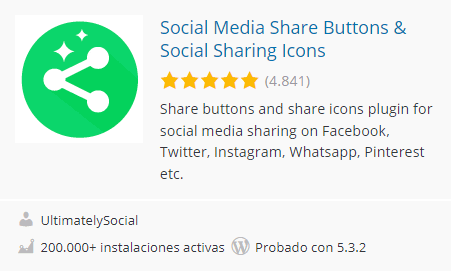 Social Media Share Buttons &
Social Sharing Icons
(4.841)
Share buttons and share icons plugin for
social media sharing on Facebook,
Twitter, Instagram, Whatsapp, Pinterest
etc.
UltimatelySocial
200.000+ instalaciones activas Probado con 5.3.2